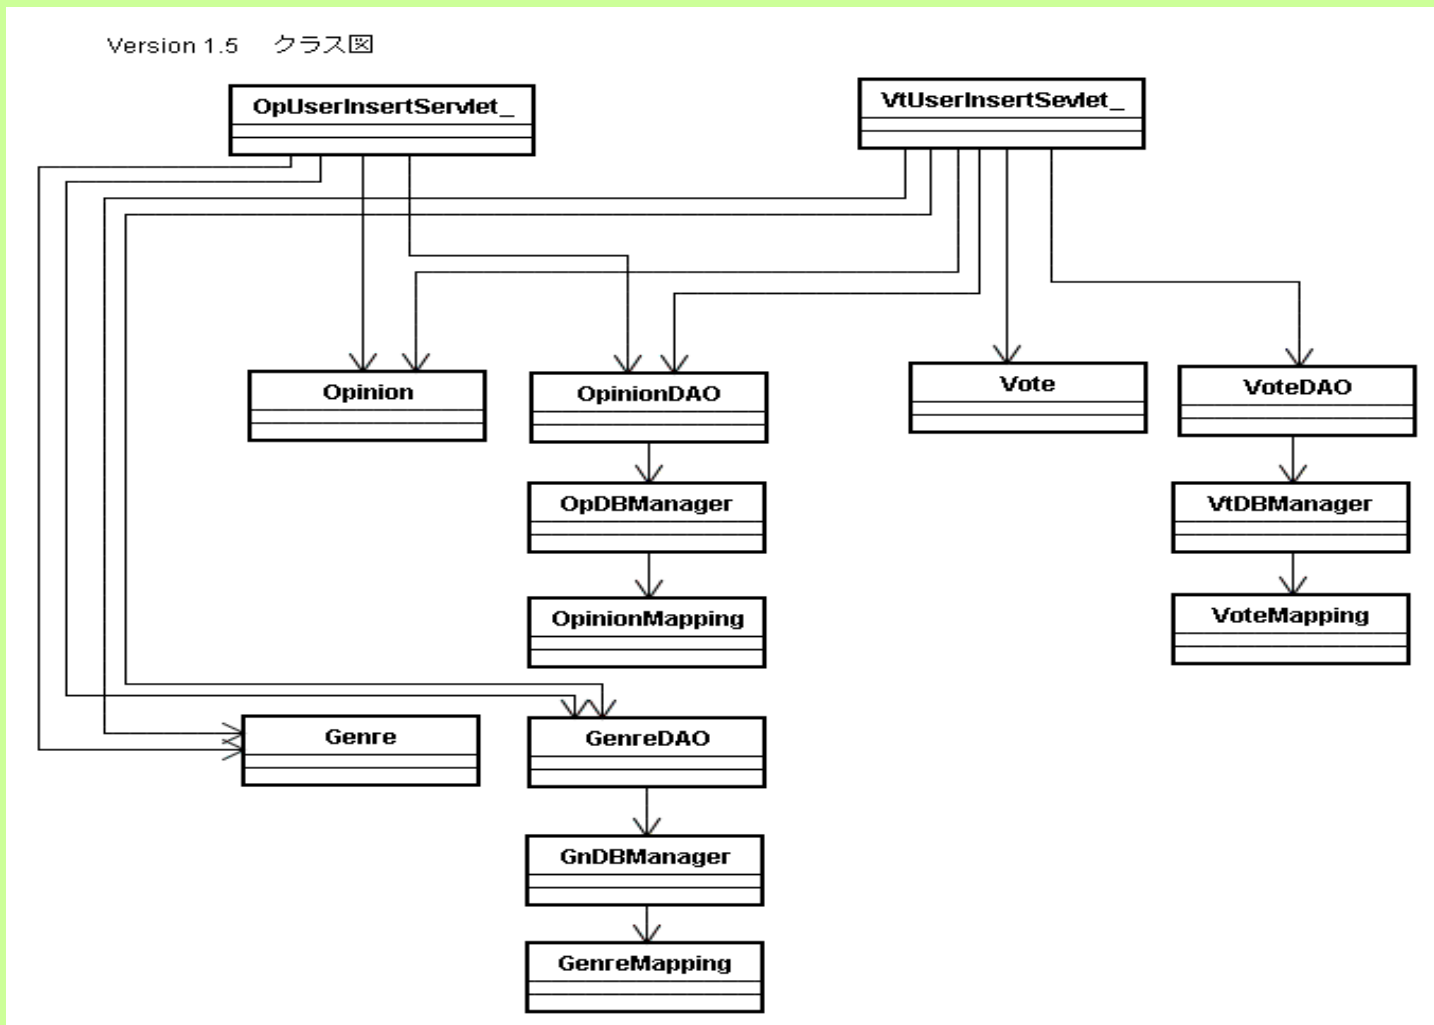 Version 1.5 クラス図
OpUserInsertServlet_
VtUserInsertSevlet_
Opinion
OpinionDAO
Vote
VoteDAO
OpDBManager
VtDBManager
OpinionMapping
VoteMapping
Genre
GenreDAO
GnDBManager
GenreMapping